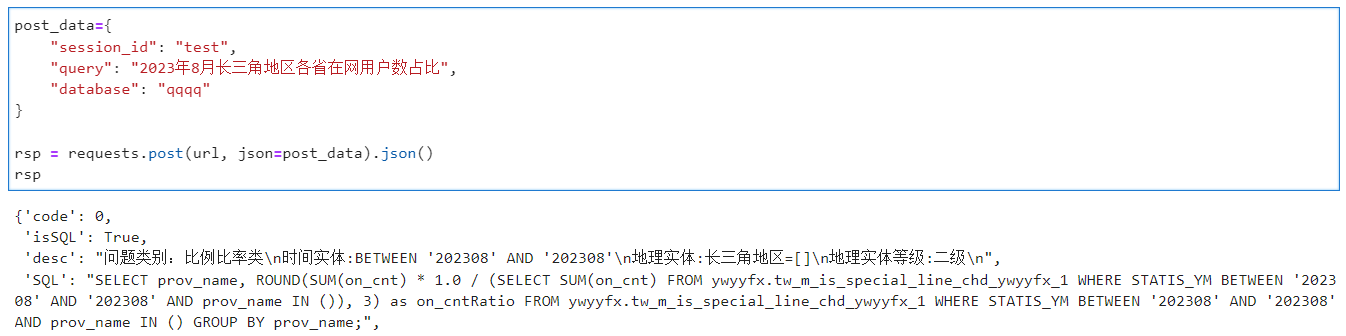 post_data={
    "session_id": "test",
    "query": "2023年8月长三角地区各省在网用户数占比",
    "database": "qqqq"
}
rsp = requests.post(url, json=post_data).json()
rsp
{'code': 0,
 'isSQL': True,
 'desc': "问题类别：比例比率类\n时间实体:BETWEEN '202308' AND '202308'\n地理实体:长三角地区=[]\n地理实体等级:二级\n",
 'SQL': "SELECT prov_name, ROUND(SUM(on_cnt) * 1.0 / (SELECT SUM(on_cnt) FROM ywyyfx.tw_m_is_special_line_chd_ywyyfx_1 WHERE STATIS_YM BETWEEN '2023
08' AND '202308' AND prov_name IN ()), 3) as on_cntRatio FROM ywyyfx.tw_m_is_special_line_chd_ywyyfx_1 WHERE STATIS_YM BETWEEN '202308' AND '202308'
AND prov_name IN () GROUP BY prov_name;",